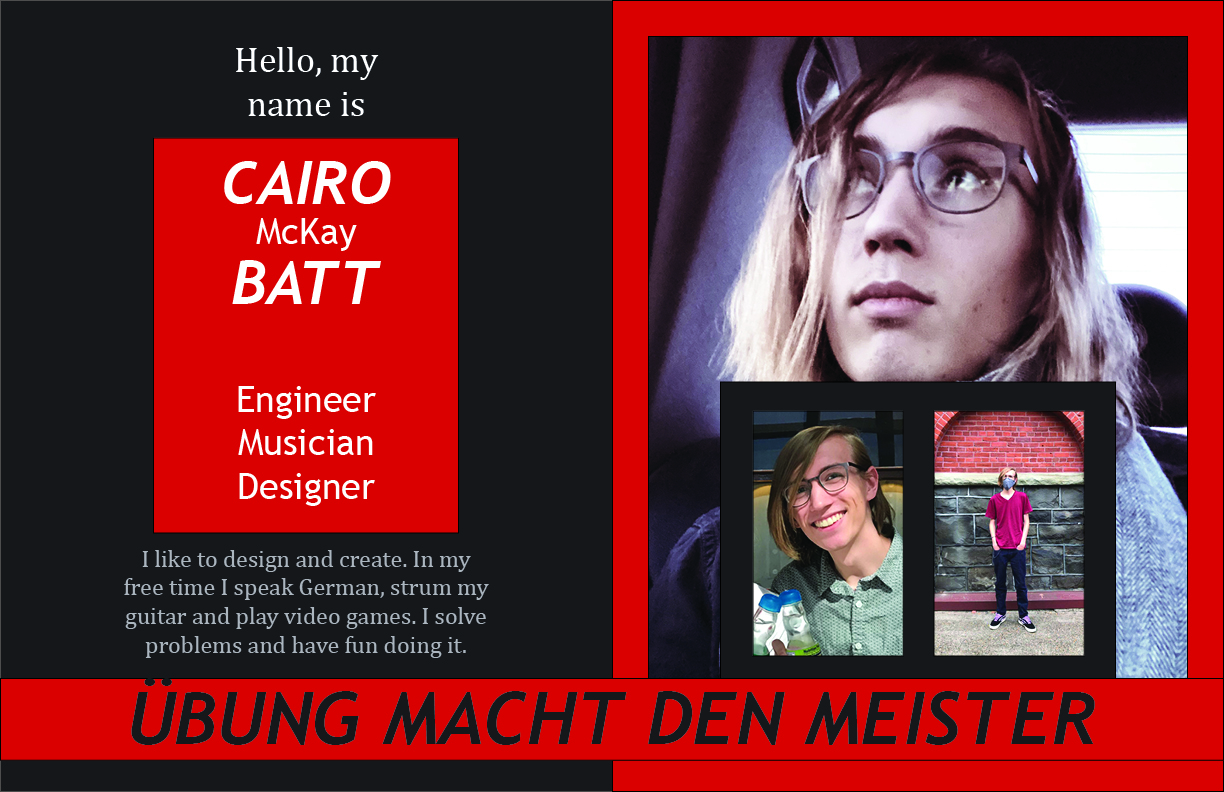 Hello, my
name is
CAIRO
McKay
BATT
Engineer
Musician
Designer
I like to design and create. In my
free time I speak German, strum my
guitar and play video games. I solve
problems and have fun doing it.
ÜBUNG MACHT DEN MEISTER